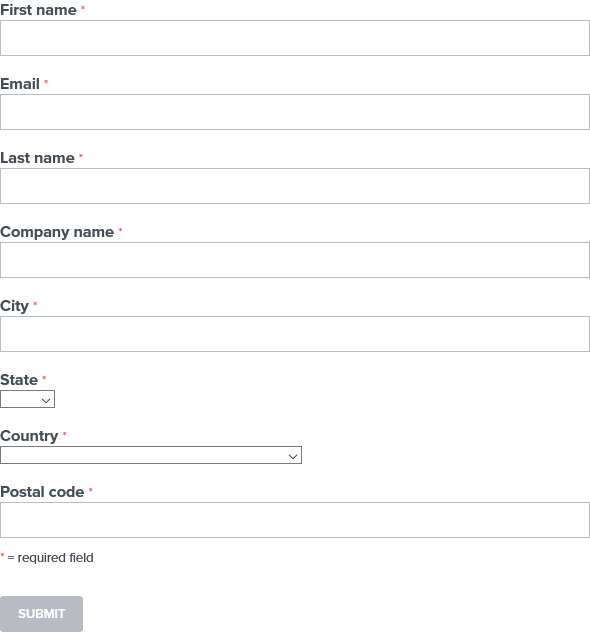 First name *
Email *
Last name *
Company name *
City *
State *
Country *
Postal code *
* = required field
SUBMIT